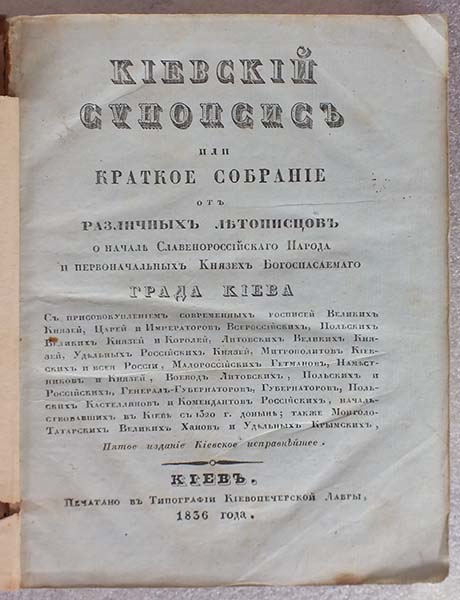 КІЕВСКІЙ
СѴНОПСИСЪ
ИЛИ
КРАТКОЕ СОБРАНІЕ
ОТЪ
РАЗЛИЧНЫХЪ ЛѢТОПИСЦОВЪ
О НАЧАЛѢ СЛАВЕНОРОССІЙСКАГО НАРОДА
И ПЕРВОНАЧАЛЬНЫХЪ КНЯЗЕХЪ БОГОСПАСАЕМАГО
ГРАДА КІЕВА
Съ присовокупленіемъ современныхъ росписей Великихъ
Князей, Царей и Императоровъ Всероссійскихъ, Польскихъ
Великихъ Князей и Королей, Литовскихъ Великихъ Кня-
зей, Удѣльныхъ Россійскихъ Князей, Митрополитовъ Кіев-
скихъ и всея Россіи, Малороссійскихъ Гетмановъ, Намѣст-
никовъ и Князей, Воеводъ Литовскихъ, Польскихъ и
Россійскихъ, Генералъ-Губернаторовъ, Губернаторовъ, Поль-
скихъ Кастелляновъ и Комендантовъ Россійскихъ, началь-
ствовавшихъ въ Кіевѣ съ 1320 г. донынѣ; также Монголо-
Татарскихъ Великихъ Хановъ и Удѣльныхъ Крымскихъ,
Пятое изданіе Кіевское исправнѣйшее.
КІЕВЪ,
Печатано въ Типографіи Кіевопечерской Лавры,
1836 года.